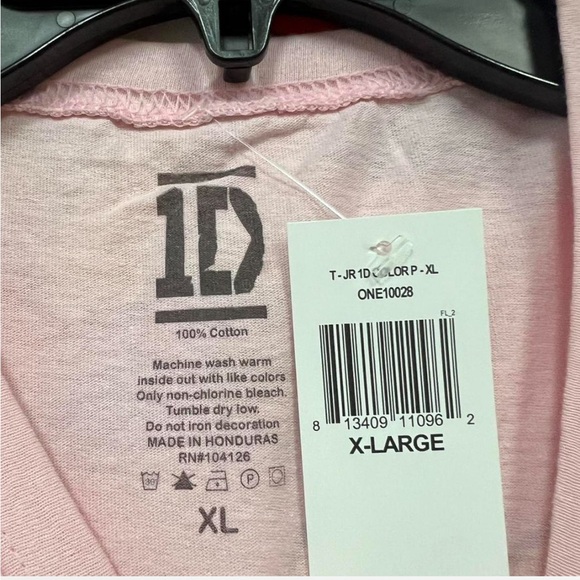 1D
100% Cotton
Machine wash warm
inside out with like colors
Only non-chlorine bleach.
Tumble dry low.
Do not iron decoration
MADE IN HONDURAS
RN#104126
P
XL
T - JR 1D COLOR P - XL
ONE10028
FL_2
8 13409 11096 2
X-LARGE